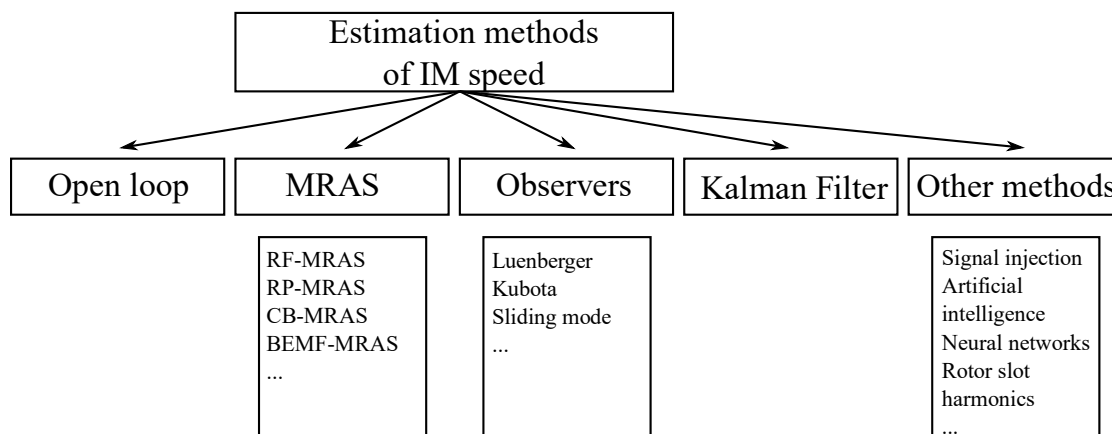 Estimation methods
of IM speed
Open loop
MRAS
Observers
Kalman Filter
Other methods
RF-MRAS
RP-MRAS
CB-MRAS
BEMF-MRAS
...
Luenberger
Kubota
Sliding mode
...
Signal injection
Artificial
intelligence
Neural networks
Rotor slot
harmonics
...